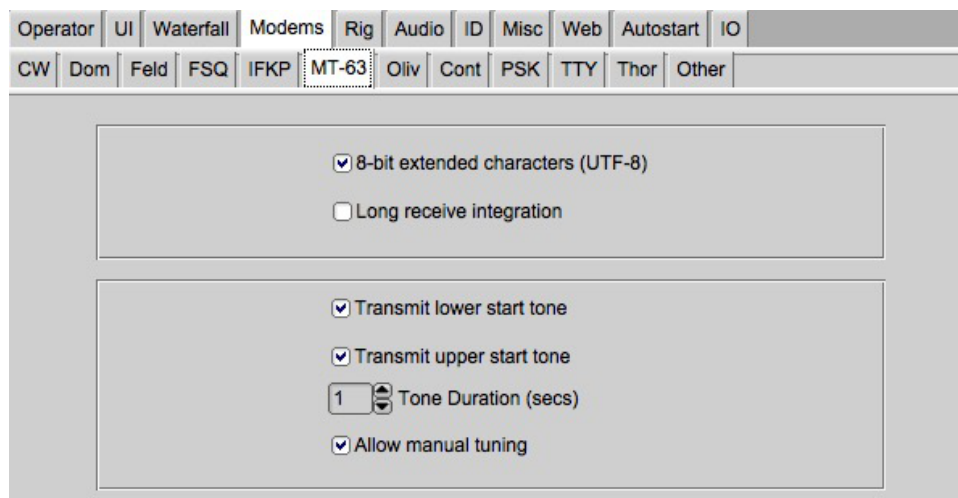 Operator UI Waterfall Modems Rig Audio ID Misc Web Autostart IO
CW Dom Feld FSQ IFKP MT-63 Oliv Cont PSK TTY Thor Other
8-bit extended characters (UTF-8)
Long receive integration
Transmit lower start tone
Transmit upper start tone
1 Tone Duration (secs)
Allow manual tuning